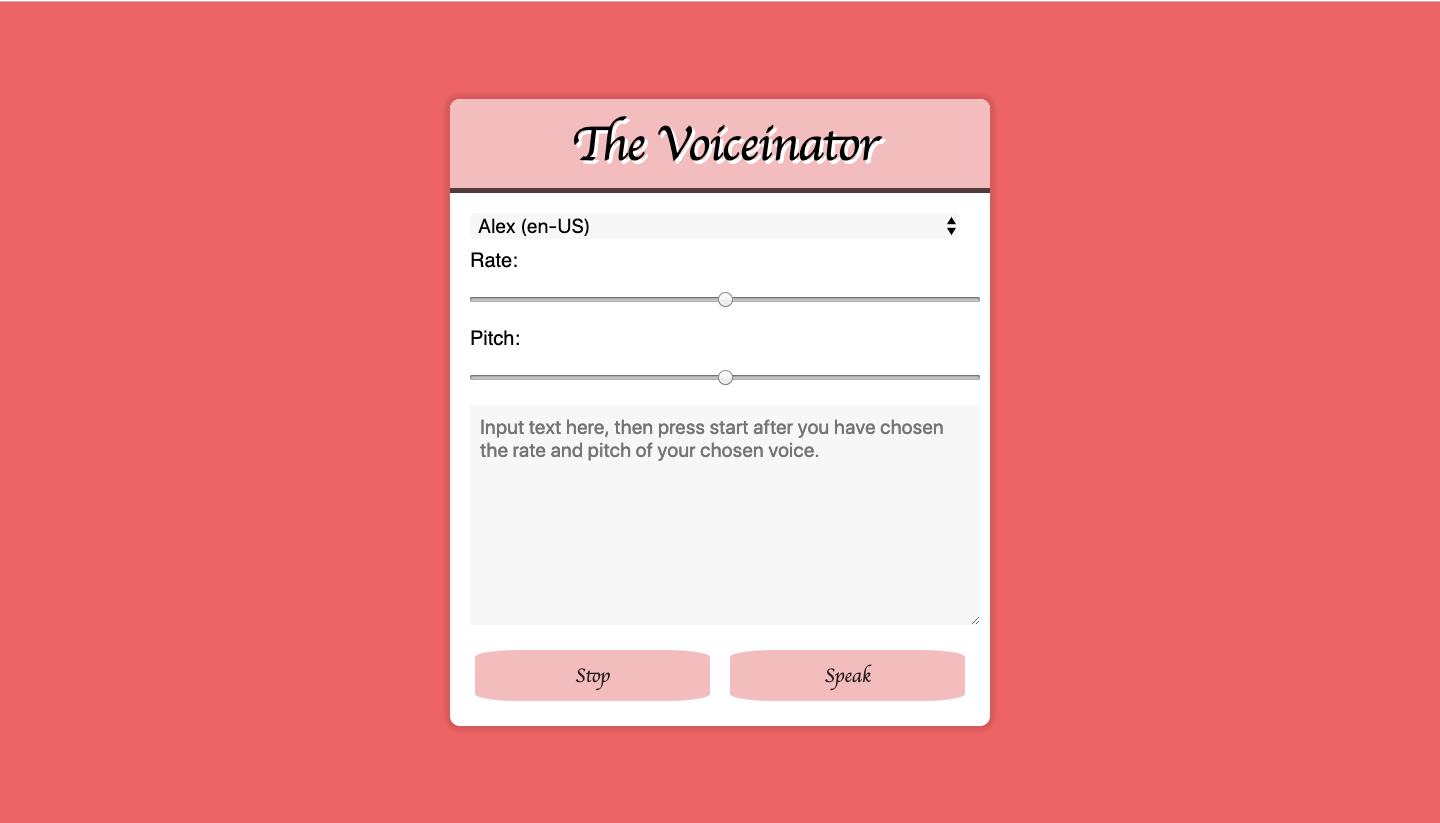 The Voiceinator
Alex (en-US)
Rate:
Pitch:
Input text here, then press start after you have chosen
the rate and pitch of your chosen voice.
Stop
Speak